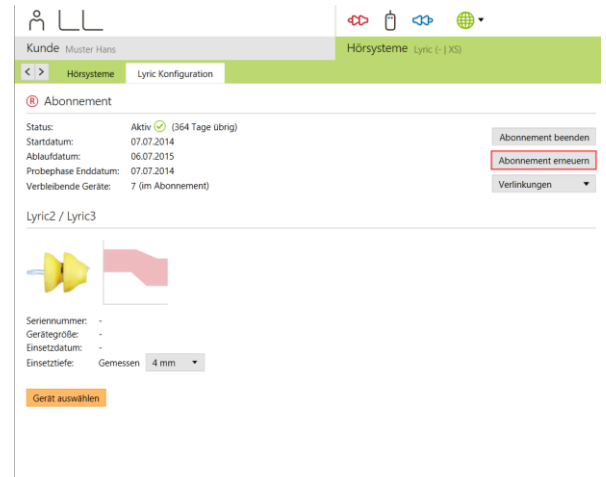 Kunde Muster Hans
Hörsysteme Lyric (- | XS)
< > Hörsysteme Lyric Konfiguration
R Abonnement
Status: Aktiv (364 Tage übrig)
Startdatum: 07.07.2014
Ablaufdatum: 06.07.2015
Probephase Enddatum: 07.07.2014
Verbleibende Geräte: 7 (im Abonnement)
Abonnement beenden
Abonnement erneuern
Verlinkungen
Lyric2 / Lyric3
Seriennummer: -
Gerätegröße: -
Einsetzdatum: -
Einsetztiefe: Gemessen 4 mm
Gerät auswählen